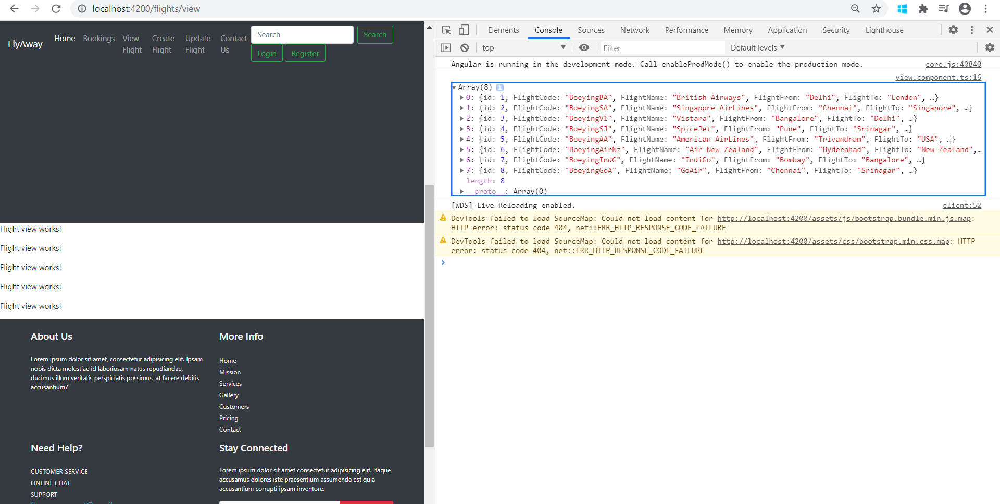 localhost:4200/flights/view
FlyAway
Home
Bookings
View Flight
Create Flight
Update Flight
Contact Us
Search
Search
Login
Register
Flight view works!
Flight view works!
Flight view works!
Flight view works!
Flight view works!
About Us
Lorem ipsum dolor sit amet, consectetur adipisicing elit. Ipsam
nobis dicta molestiae id laboriosam natus repudiandae,
ducimus illum veritatis perspiciatis possimus, at facere debitis
accusantium?
More Info
Home
Mission
Services
Gallery
Customers
Pricing
Contact
Need Help?
CUSTOMER SERVICE
ONLINE CHAT
SUPPORT
Stay Connected
Lorem ipsum dolor sit amet consectetur adipisicing elit. Itaque
accusamus dolores iste praesentium assumenda est quia
accusantium corrupti ipsam inventore.
Elements Console Sources Network Performance Memory Application Security Lighthouse
top Filter Default levels
Angular is running in the development mode. Call enableProdMode() to enable the production mode. core.js:40840
view.component.ts:16
Array(8) i
0: {id: 1, FlightCode: "BoeyingBA", FlightName: "British Airways", FlightFrom: "Delhi", FlightTo: "London", …}
1: {id: 2, FlightCode: "BoeyingSA", FlightName: "Singapore AirLines", FlightFrom: "Chennai", FlightTo: "Singapore", …}
2: {id: 3, FlightCode: "BoeyingV1", FlightName: "Vistara", FlightFrom: "Bangalore", FlightTo: "Delhi", …}
3: {id: 4, FlightCode: "BoeyingSJ", FlightName: "SpiceJet", FlightFrom: "Pune", FlightTo: "Srinagar", …}
4: {id: 5, FlightCode: "BoeyingAA", FlightName: "American AirLines", FlightFrom: "Trivandram", FlightTo: "USA", …}
5: {id: 6, FlightCode: "BoeyingAirNz", FlightName: "Air New Zealand", FlightFrom: "Hyderabad", FlightTo: "New Zealand",…
6: {id: 7, FlightCode: "BoeyingIndG", FlightName: "IndiGo", FlightFrom: "Bombay", FlightTo: "Bangalore", …}
7: {id: 8, FlightCode: "BoeyingGoA", FlightName: "GoAir", FlightFrom: "Chennai", FlightTo: "Srinagar", …}
length: 8
__proto__: Array(0)
[WDS] Live Reloading enabled. client:52
DevTools failed to load SourceMap: Could not load content for http://localhost:4200/assets/js/bootstrap.bundle.min.js.map:
HTTP error: status code 404, net::ERR_HTTP_RESPONSE_CODE_FAILURE
DevTools failed to load SourceMap: Could not load content for http://localhost:4200/assets/css/bootstrap.min.css.map: HTTP
error: status code 404, net::ERR_HTTP_RESPONSE_CODE_FAILURE